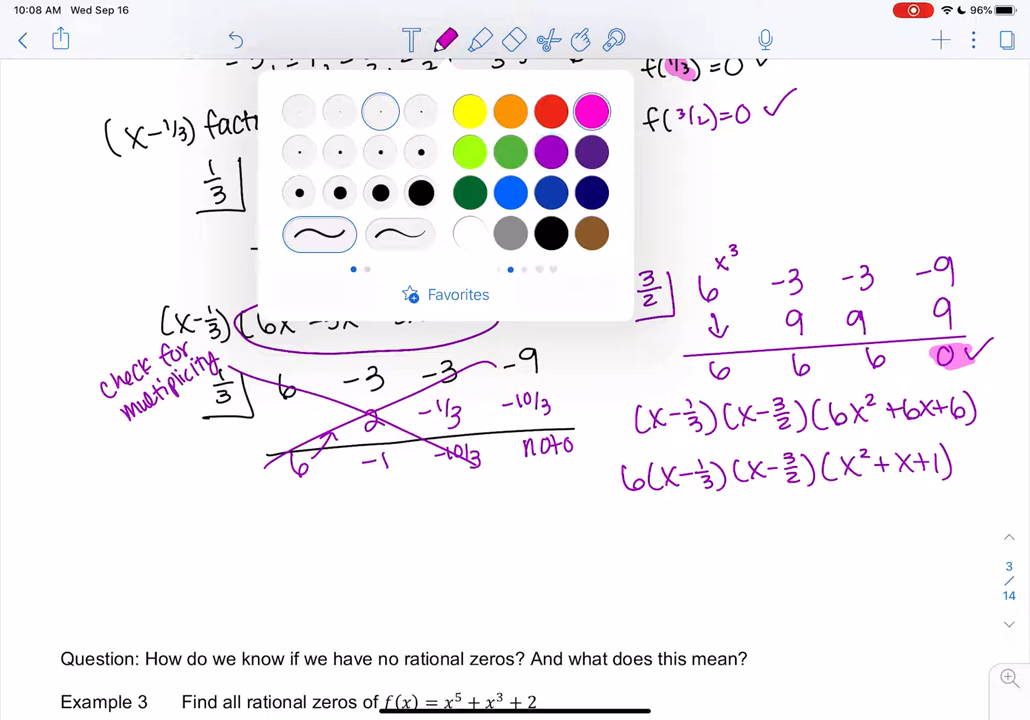 10:08 AM Wed Sep 16
96%
T
f(1/3)=0 ✓
f(3/2)=0 ✓
(x-1/3) fact
1/3
Favorites
3/2 6x³ -3 -3 -9
↓ 9 9 9
6 6 6 0 ✓
(x-1/3)(x-3/2)(6x²+6x+6)
6(x-1/3)(x-3/2)(x²+x+1)
(x-1/3)
check for
multiplicity
1/3 6 -3 -3 -9
2 -1/3 -10/3
6 -1 -10/3 not 0
3
/
14
Question: How do we know if we have no rational zeros? And what does this mean?
Example 3 Find all rational zeros of f(x) = x⁵ + x³ + 2